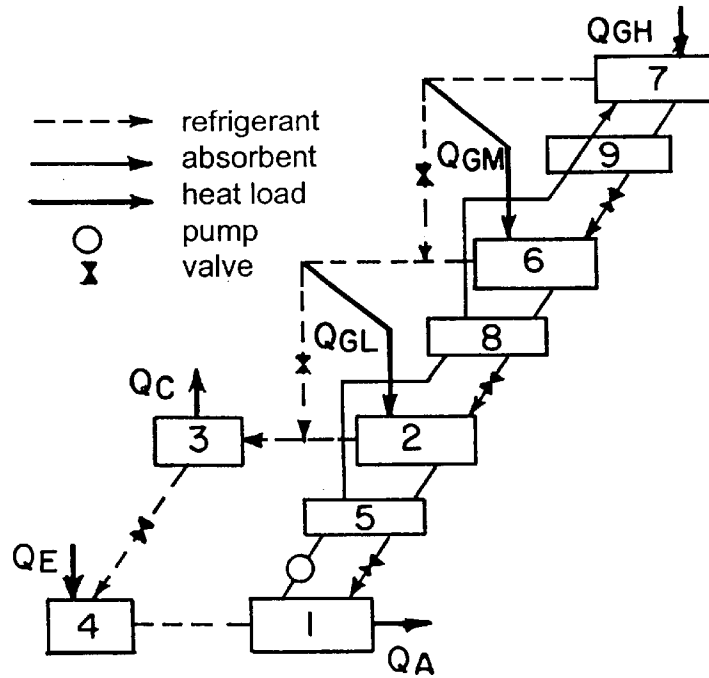 QGH
7
refrigerant
absorbent
QGM
9
heat load
pump
valve
6
QGL
8
QC
3
2
5
QE
4
1
QA